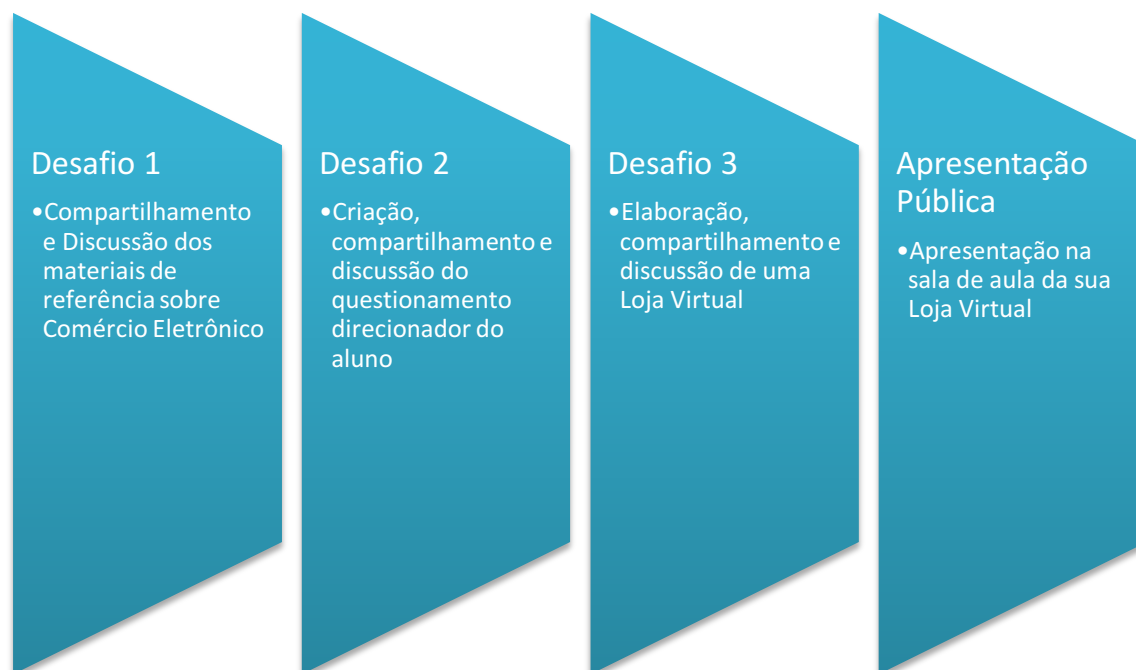 Desafio 1
•Compartilhamento
e Discussão dos
materiais de
referência sobre
Comércio Eletrônico
Desafio 2
•Criação,
compartilhamento e
discussão do
questionamento
direcionador do
aluno
Desafio 3
•Elaboração,
compartilhamento e
discussão de uma
Loja Virtual
Apresentação
Pública
•Apresentação na
sala de aula da sua
Loja Virtual